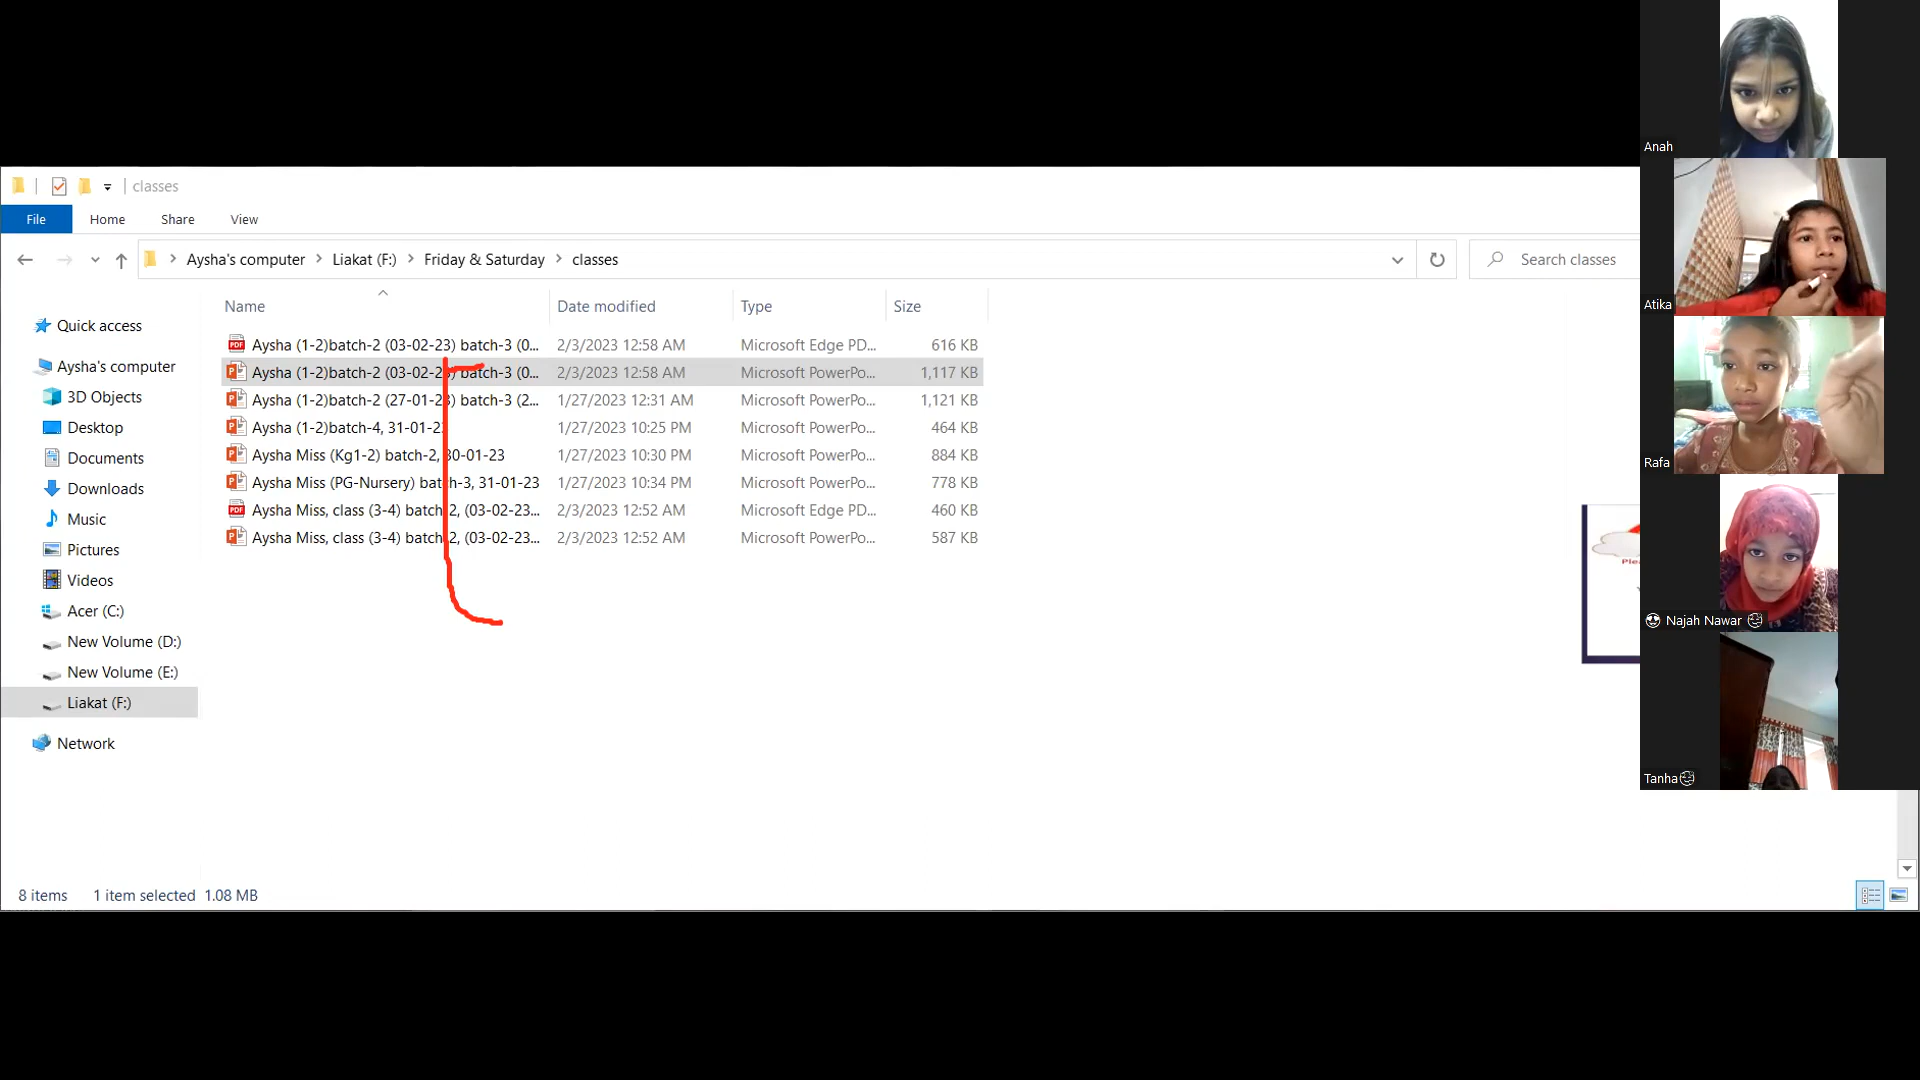 classes
File Home Share View
Aysha's computer Liakat (F:) Friday & Saturday classes Search classes
Name Date modified Type Size
Quick access
Aysha's computer
3D Objects
Desktop
Documents
Downloads
Music
Pictures
Videos
Acer (C:)
New Volume (D:)
New Volume (E:)
Liakat (F:)
Network
Aysha (1-2)batch-2 (03-02-23) batch-3 (0... 2/3/2023 12:58 AM Microsoft Edge PD... 616 KB
Aysha (1-2)batch-2 (03-02-23) batch-3 (0... 2/3/2023 12:58 AM Microsoft PowerPo... 1,117 KB
Aysha (1-2)batch-2 (27-01-23) batch-3 (2... 1/27/2023 12:31 AM Microsoft PowerPo... 1,121 KB
Aysha (1-2)batch-4, 31-01-23 1/27/2023 10:25 PM Microsoft PowerPo... 464 KB
Aysha Miss (Kg1-2) batch-2, 30-01-23 1/27/2023 10:30 PM Microsoft PowerPo... 884 KB
Aysha Miss (PG-Nursery) batch-3, 31-01-23 1/27/2023 10:34 PM Microsoft PowerPo... 778 KB
Aysha Miss, class (3-4) batch-2, (03-02-23... 2/3/2023 12:52 AM Microsoft Edge PD... 460 KB
Aysha Miss, class (3-4) batch-2, (03-02-23... 2/3/2023 12:52 AM Microsoft PowerPo... 587 KB
8 items 1 item selected 1.08 MB
Anah
Atika
Rafa
Najah Nawar
Tanha